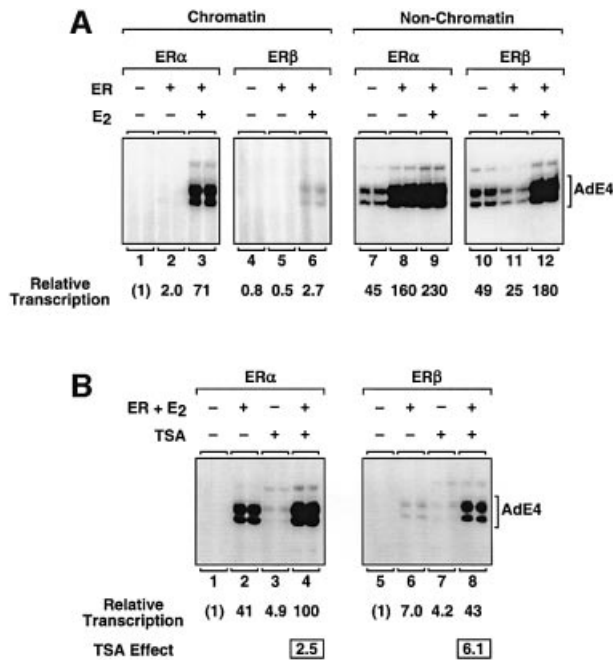 A
Chromatin Non-Chromatin
ERα ERβ ERα ERβ
ER – + + – + + – + + – + +
E2 – – + – – + – – + – – +
AdE4
1 2 3 4 5 6 7 8 9 10 11 12
Relative Transcription (1) 2.0 71 0.8 0.5 2.7 45 160 230 49 25 180
B
ERα ERβ
ER + E2 – + – + – + – +
TSA – – + + – – + +
AdE4
1 2 3 4 5 6 7 8
Relative Transcription (1) 41 4.9 100 (1) 7.0 4.2 43
TSA Effect 2.5 6.1